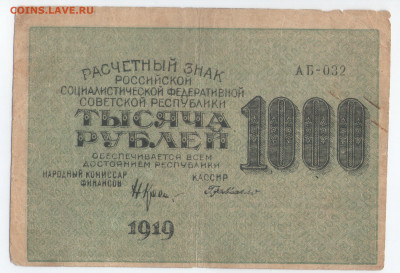 COINS.LAVE.RU
РАСЧЕТНЫЙ ЗНАК
РОССИЙСКОЙ
СОЦИАЛИСТИЧЕСКОЙ ФЕДЕРАТИВНОЙ
СОВЕТСКОЙ РЕСПУБЛИКИ
АБ-032
ТЫСЯЧА
РУБЛЕЙ
1000
ОБЕСПЕЧИВАЕТСЯ ВСЕМ
ДОСТОЯНИЕМ РЕСПУБЛИКИ
НАРОДНЫЙ КОМИССАР
ФИНАНСОВ
КАССИР
1919